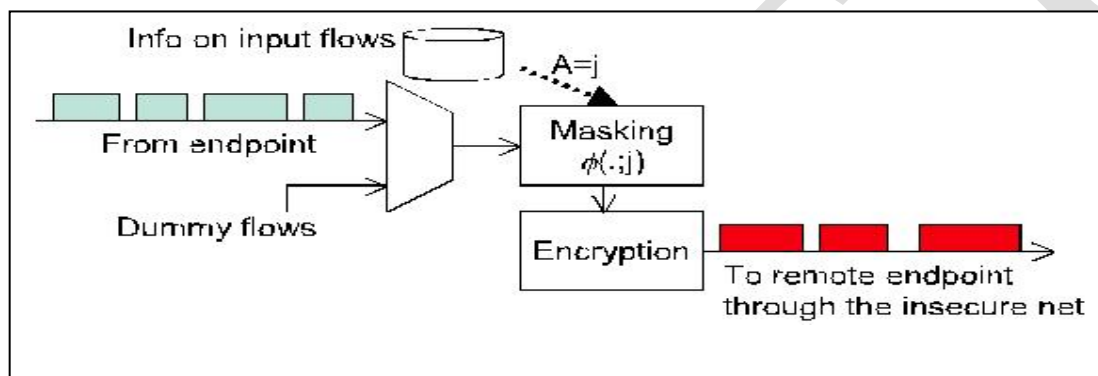 Info on input flows
A=j
From endpoint
Masking
ϕ(.;j)
Dummy flows
Encryption
To remote endpoint
through the insecure net